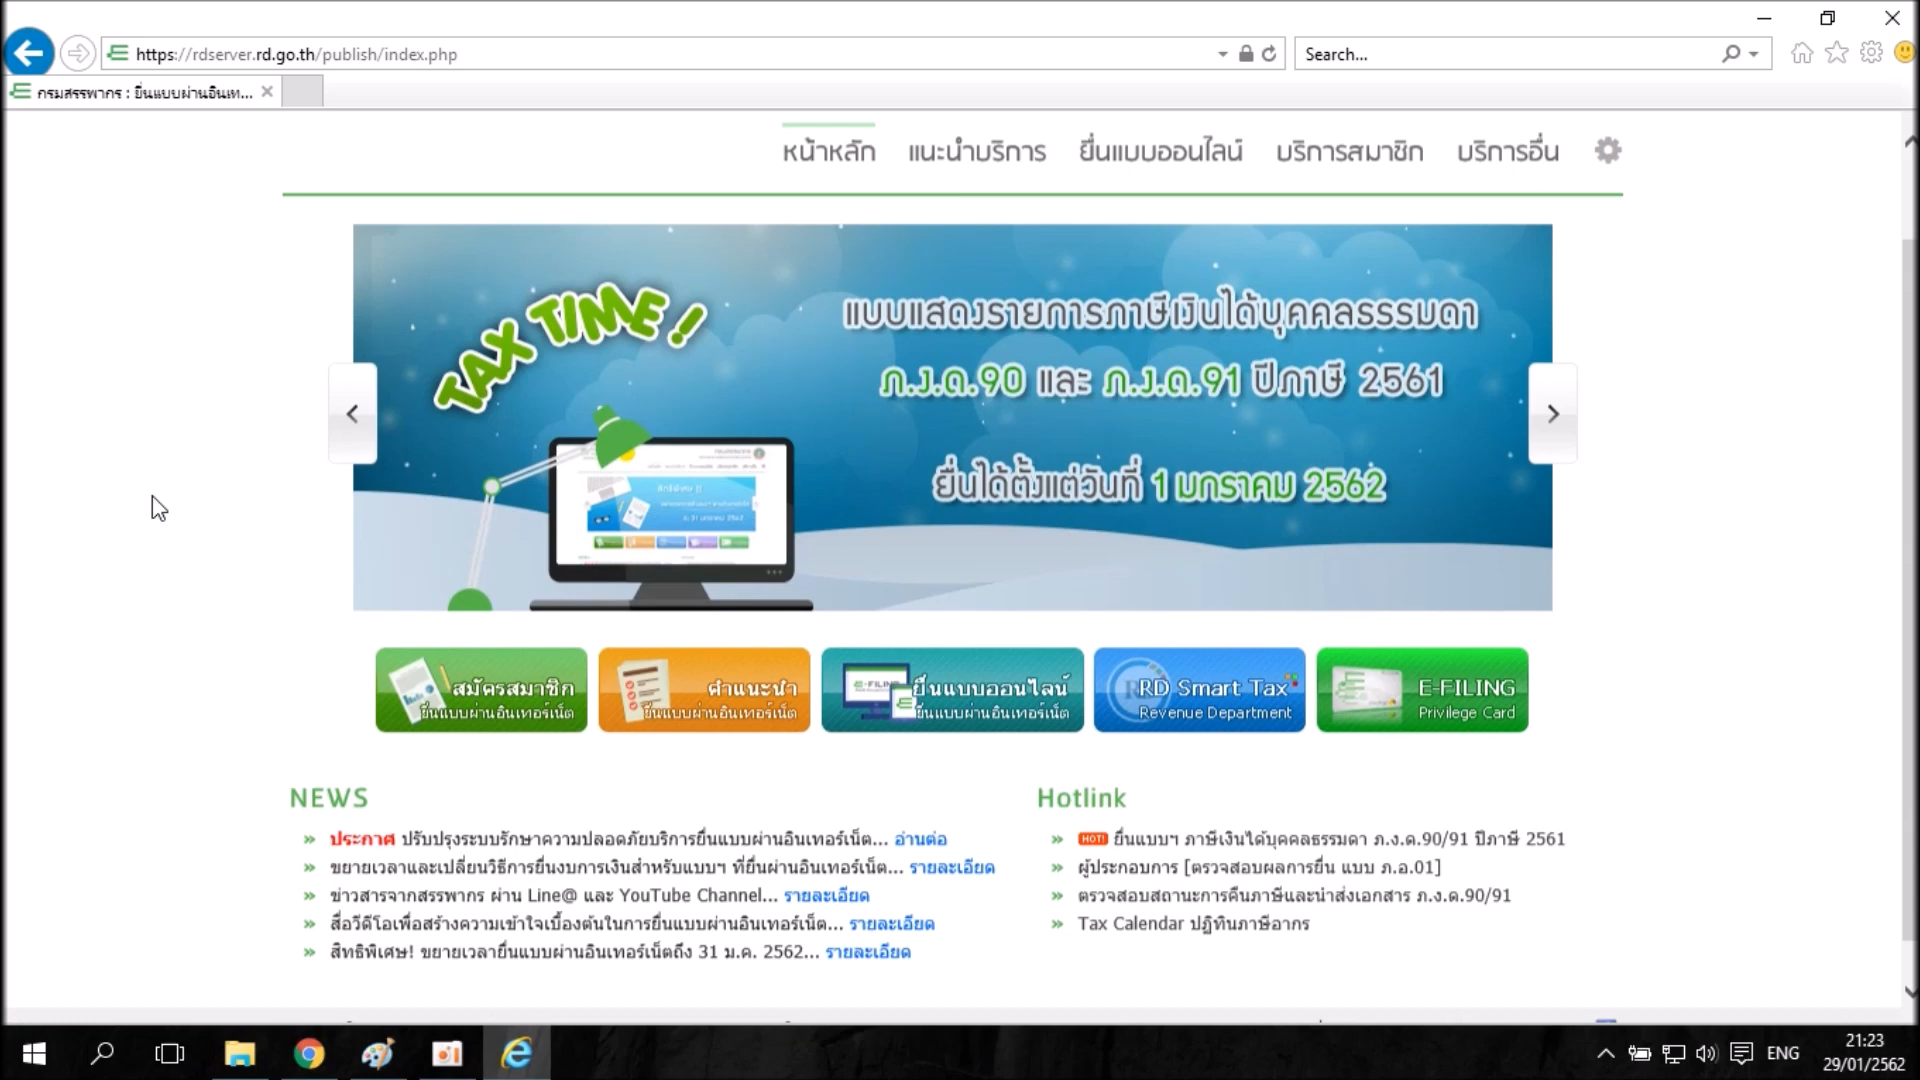 https://rdserver.rd.go.th/publish/index.php
Search...
กรมสรรพากร : ยื่นแบบผ่านอินเท...
หน้าหลัก
แนะนำบริการ
ยื่นแบบออนไลน์
บริการสมาชิก
บริการอื่น
TAX TIME!
แบบแสดงรายการภาษีเงินได้บุคคลธรรมดา
ภ.ง.ด.90 และ ภ.ง.ด.91 ปีภาษี 2561
ยื่นได้ตั้งแต่วันที่ 1 มกราคม 2562
สมัครสมาชิก
ยื่นแบบผ่านอินเทอร์เน็ต
คำแนะนำ
ยื่นแบบผ่านอินเทอร์เน็ต
ยื่นแบบออนไลน์
ยื่นแบบผ่านอินเทอร์เน็ต
RD Smart Tax
Revenue Department
E-FILING
Privilege Card
NEWS
ประกาศ ปรับปรุงระบบรักษาความปลอดภัยบริการยื่นแบบผ่านอินเทอร์เน็ต... อ่านต่อ
ขยายเวลาและเปลี่ยนวิธีการยื่นงบการเงินสำหรับแบบฯ ที่ยื่นผ่านอินเทอร์เน็ต... รายละเอียด
ข่าวสารจากสรรพากร ผ่าน Line@ และ YouTube Channel... รายละเอียด
สื่อวีดีโอเพื่อสร้างความเข้าใจเบื้องต้นในการยื่นแบบผ่านอินเทอร์เน็ต... รายละเอียด
สิทธิพิเศษ! ขยายเวลายื่นแบบผ่านอินเทอร์เน็ตถึง 31 ม.ค. 2562... รายละเอียด
Hotlink
HOT! ยื่นแบบฯ ภาษีเงินได้บุคคลธรรมดา ภ.ง.ด.90/91 ปีภาษี 2561
ผู้ประกอบการ [ตรวจสอบผลการยื่น แบบ ภ.อ.01]
ตรวจสอบสถานะการคืนภาษีและนำส่งเอกสาร ภ.ง.ด.90/91
Tax Calendar ปฏิทินภาษีอากร
ENG
21:23
29/01/2562